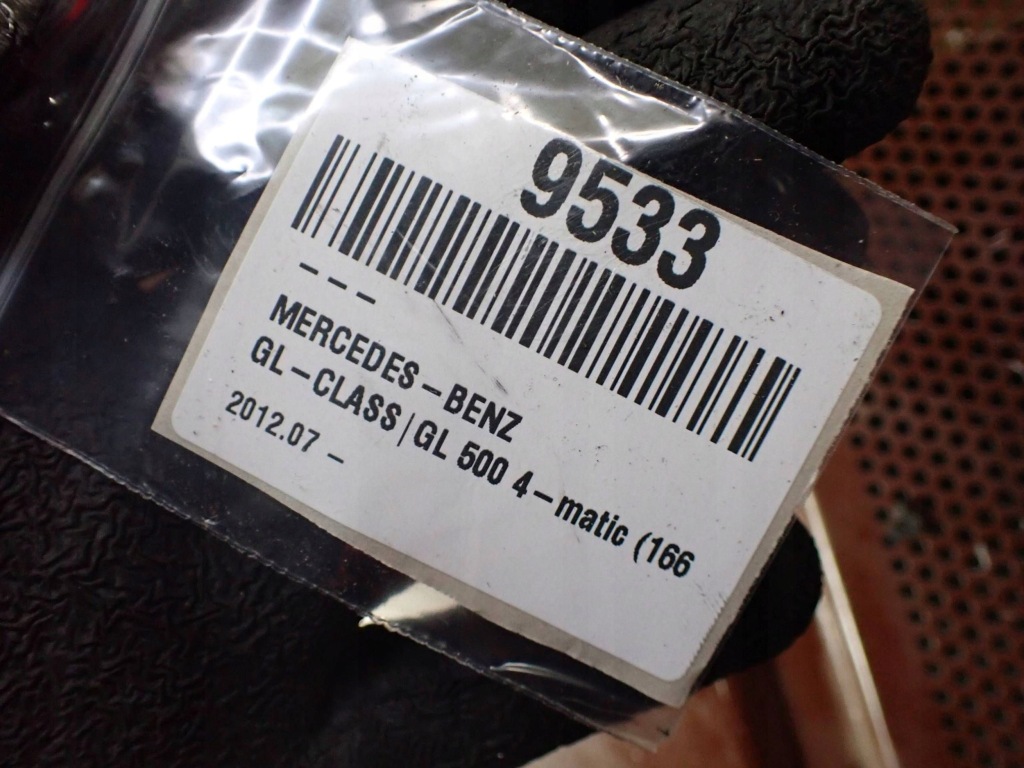 9533
- - -
MERCEDES-BENZ
GL-CLASS|GL 500 4-matic (166
2012.07 -